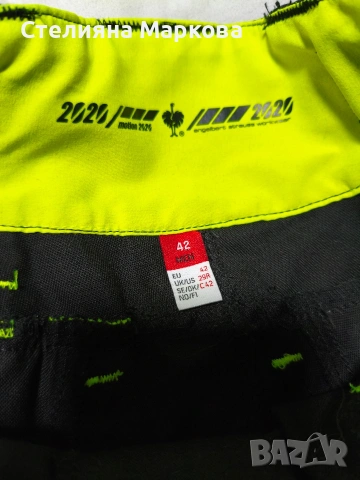 Стелияна Маркова
2020 / motion 2020
/ 2020 engelbert strauss workwear
42
EU 42
UK/US 29R
SE/DK/ C42
NO/FI
BAZAR